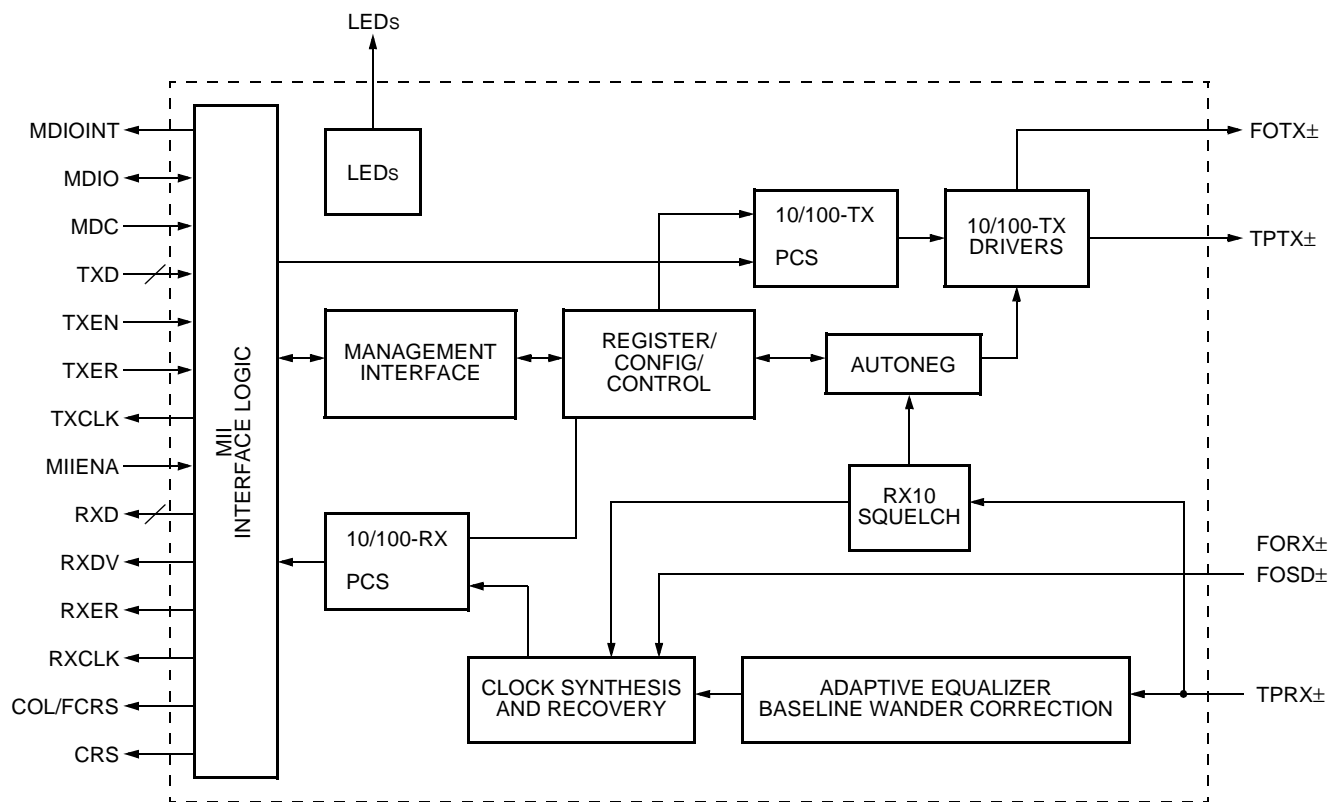 LEDs
MDIOINT
MDIO
MDC
TXD
TXEN
TXER
TXCLK
MIIENA
RXD
RXDV
RXER
RXCLK
COL/FCRS
CRS
MII
INTERFACE LOGIC
LEDs
10/100-TX
PCS
10/100-TX
DRIVERS
FOTX±
TPTX±
MANAGEMENT
INTERFACE
REGISTER/
CONFIG/
CONTROL
AUTONEG
RX10
SQUELCH
10/100-RX
PCS
FORX±
FOSD±
CLOCK SYNTHESIS
AND RECOVERY
ADAPTIVE EQUALIZER
BASELINE WANDER CORRECTION
TPRX±